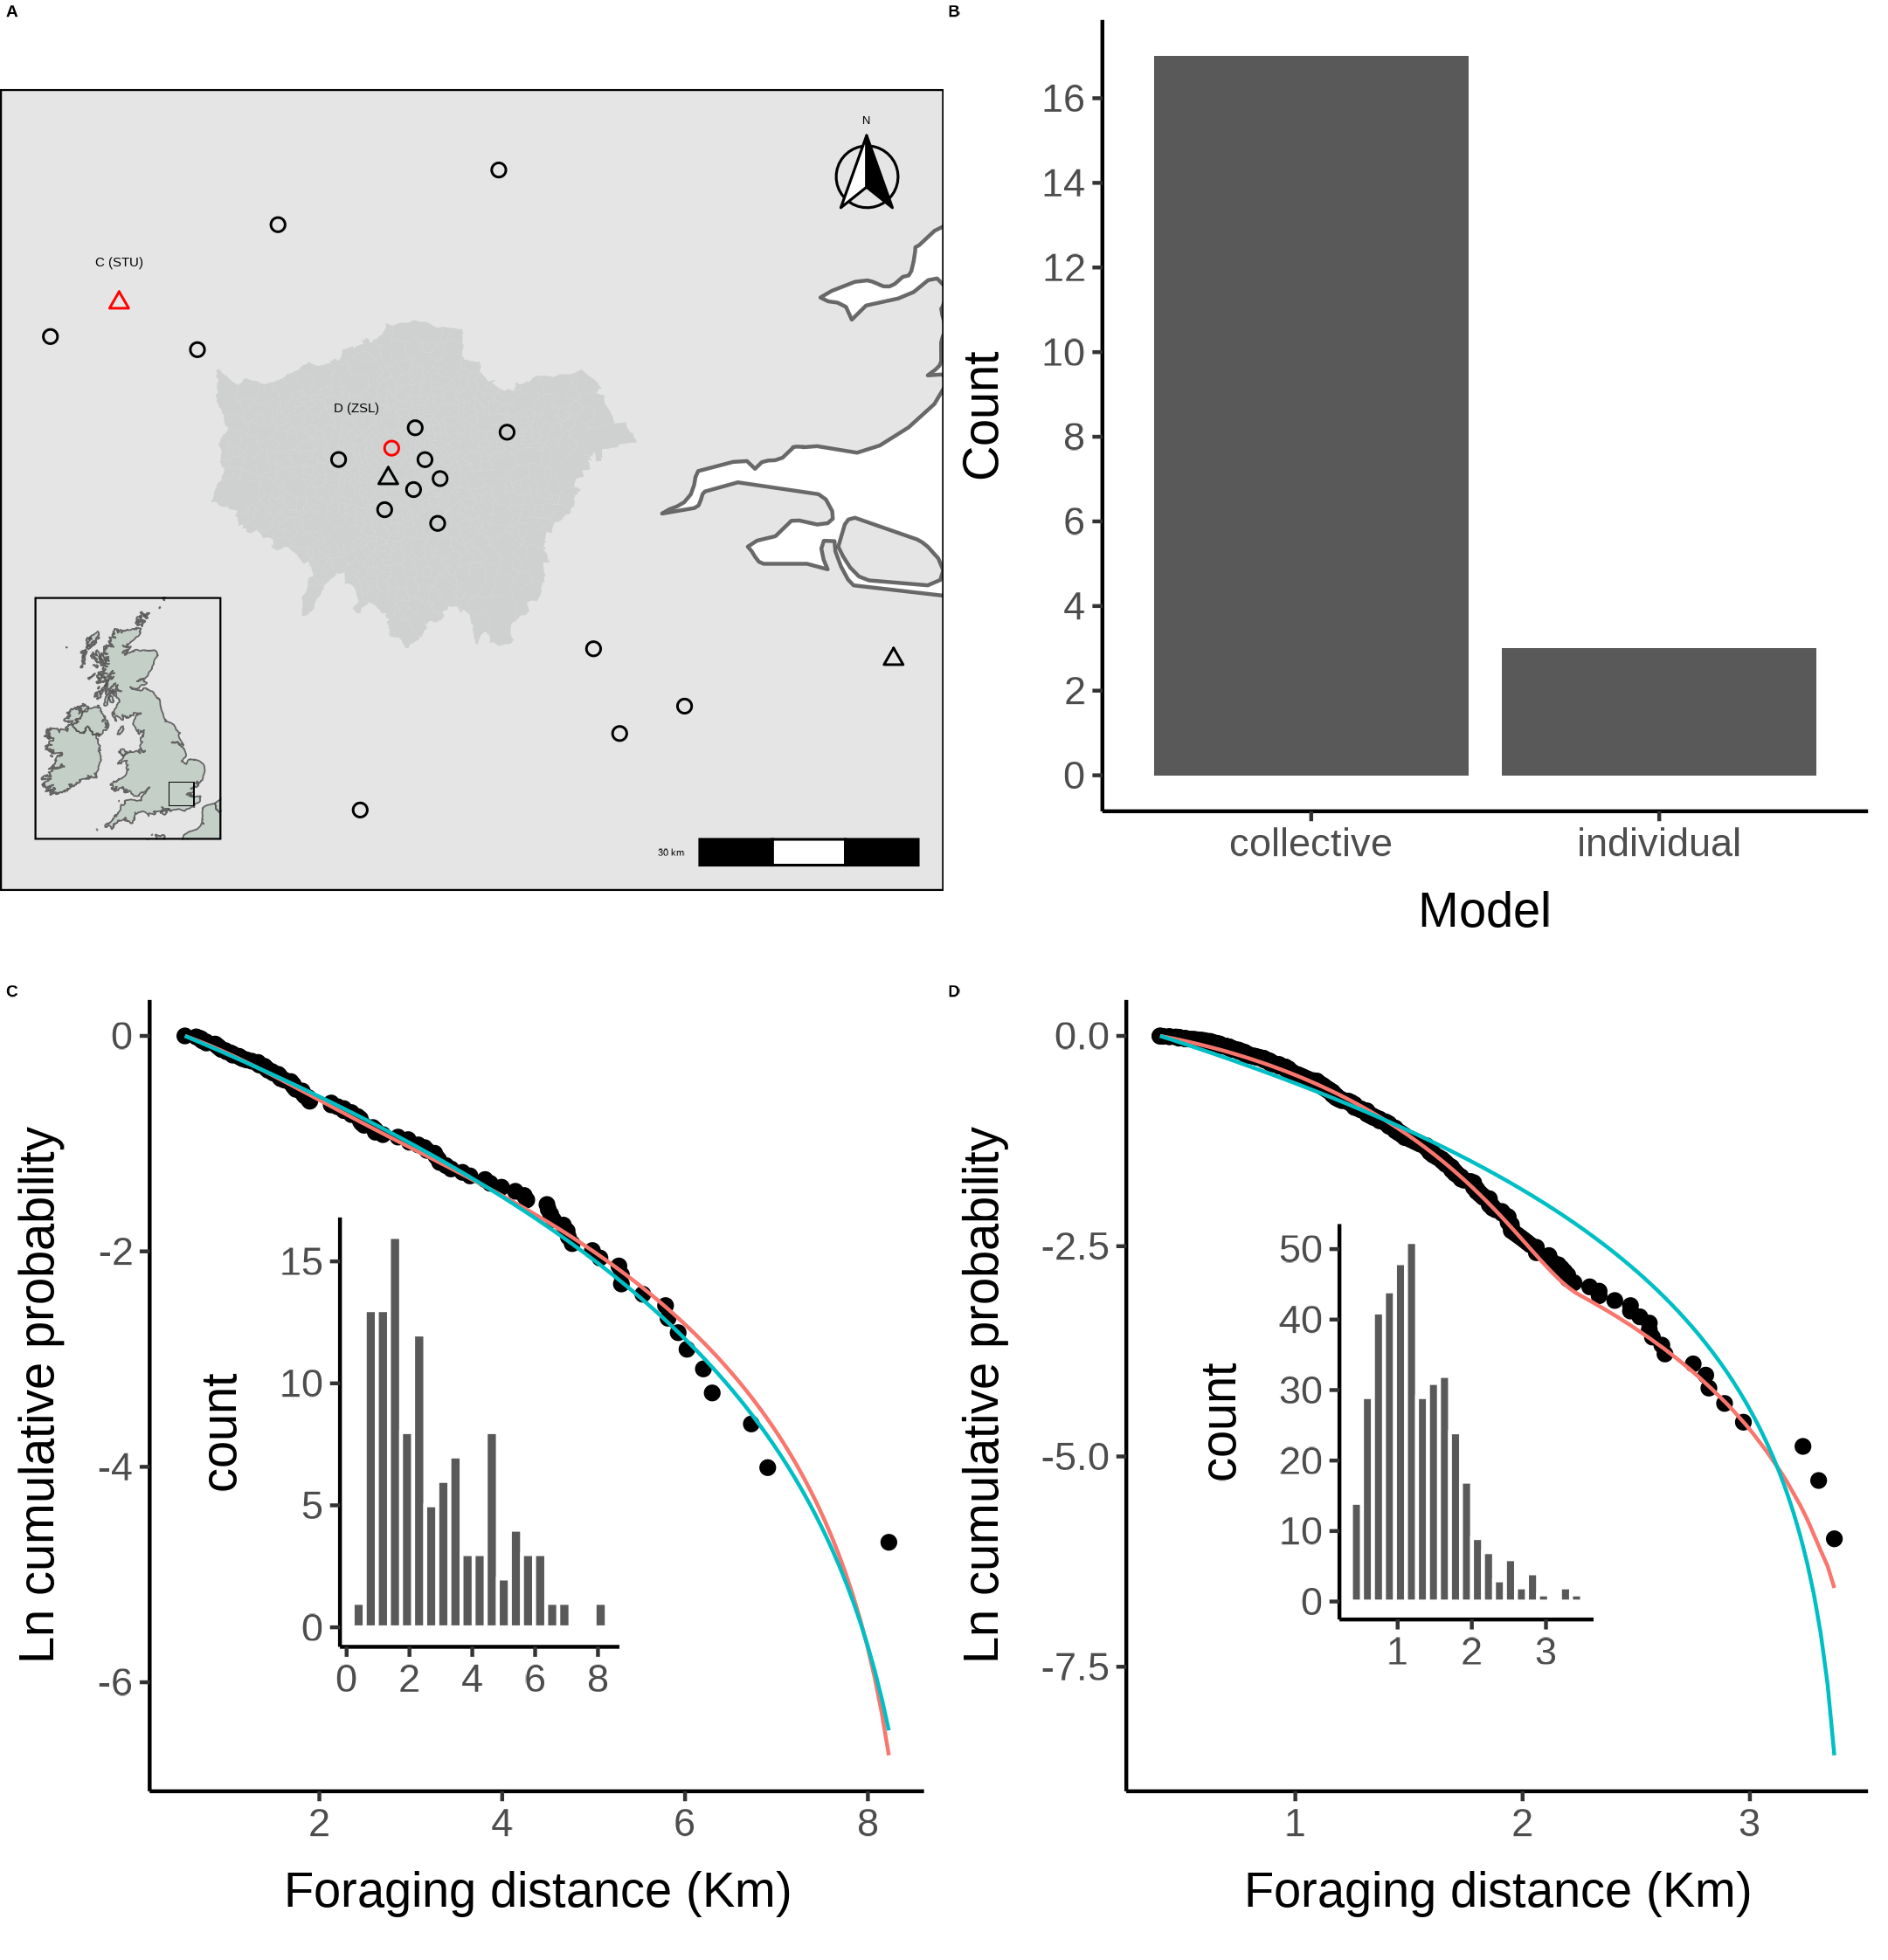 A
N
C (STU)
D (ZSL)
30 km
B
Count
16
14
12
10
8
6
4
2
0
collective
individual
Model
C
Ln cumulative probability
0
-2
-4
-6
2
4
6
8
Foraging distance (Km)
count
15
10
5
0
0
2
4
6
8
D
Ln cumulative probability
0.0
-2.5
-5.0
-7.5
1
2
3
Foraging distance (Km)
count
50
40
30
20
10
0
1
2
3